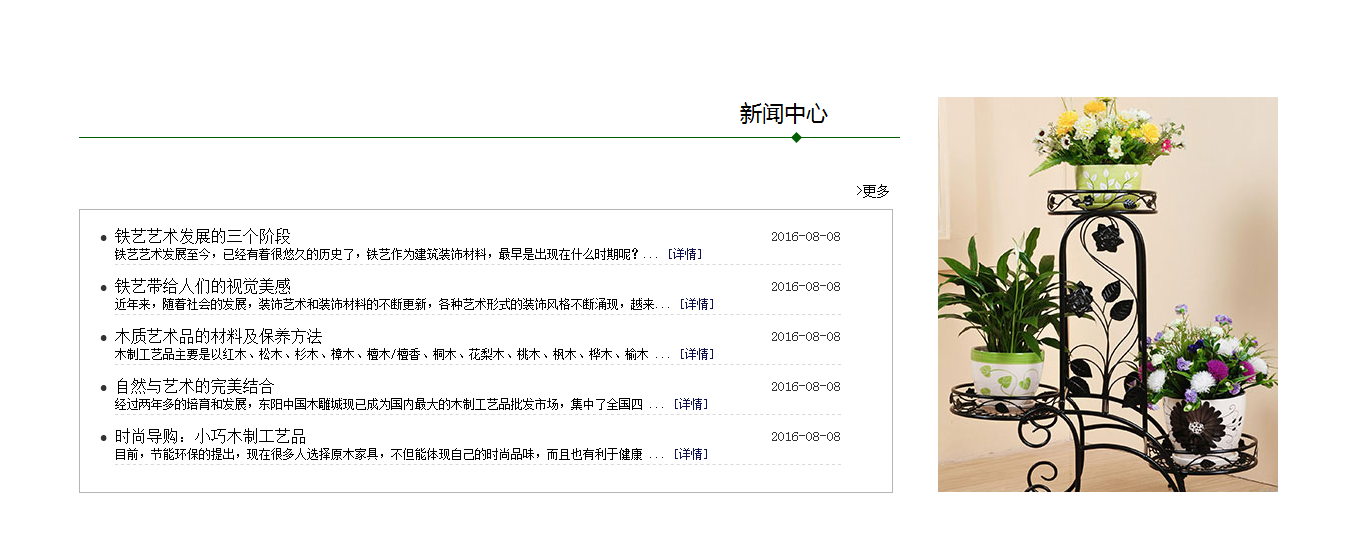 新闻中心
>更多
铁艺艺术发展的三个阶段 2016-08-08
铁艺艺术发展至今，已经有着很悠久的历史了，铁艺作为建筑装饰材料，最早是出现在什么时期呢？... [详情]
铁艺带给人们的视觉美感 2016-08-08
近年来，随着社会的发展，装饰艺术和装饰材料的不断更新，各种艺术形式的装饰风格不断涌现，越来... [详情]
木质艺术品的材料及保养方法 2016-08-08
木制工艺品主要是以红木、松木、杉木、樟木、檀木/檀香、桐木、花梨木、桃木、枫木、桦木、榆木 ... [详情]
自然与艺术的完美结合 2016-08-08
经过两年多的培育和发展，东阳中国木雕城现已成为国内最大的木制工艺品批发市场，集中了全国四 ... [详情]
时尚导购：小巧木制工艺品 2016-08-08
目前，节能环保的提出，现在很多人选择原木家具，不但能体现自己的时尚品味，而且也有利于健康 ... [详情]